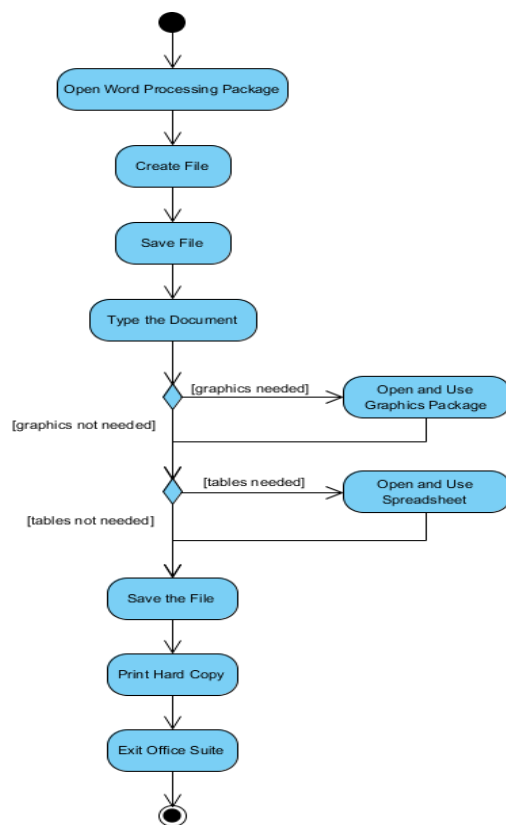 Open Word Processing Package
Create File
Save File
Type the Document
[graphics needed]
Open and Use
Graphics Package
[graphics not needed]
[tables needed]
Open and Use
Spreadsheet
[tables not needed]
Save the File
Print Hard Copy
Exit Office Suite